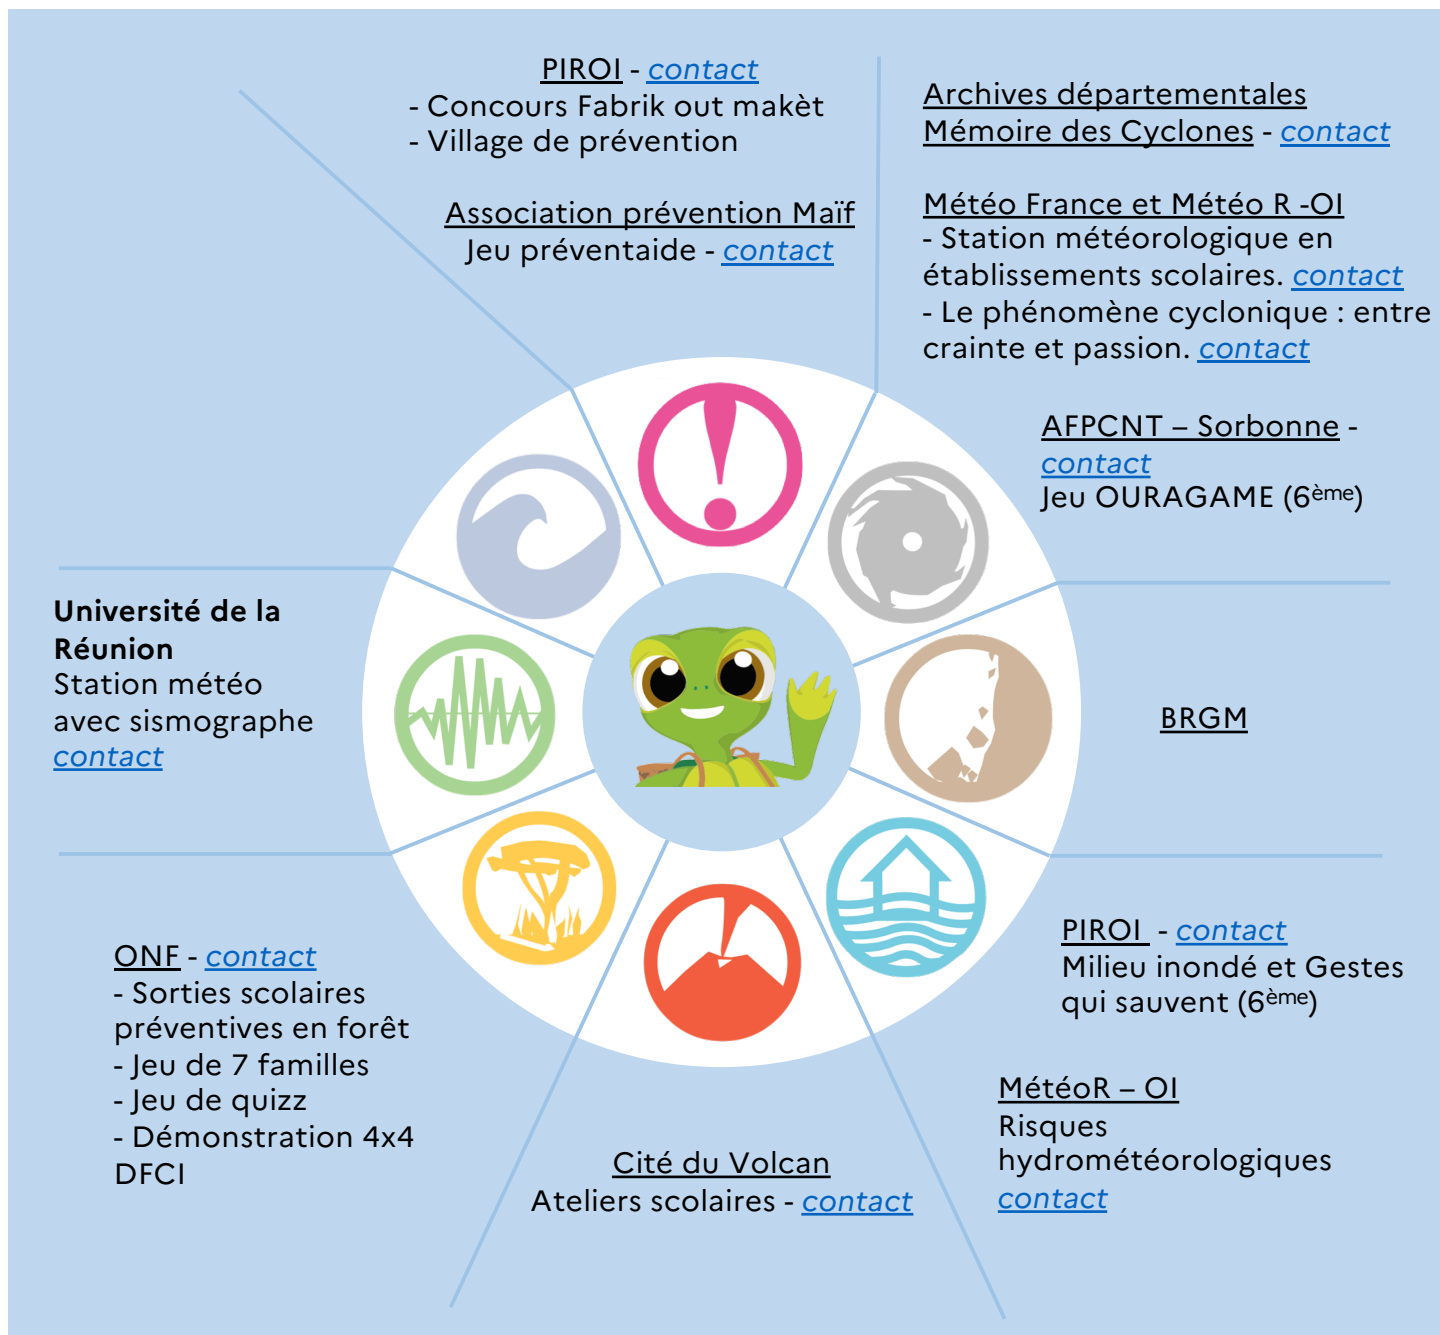 PIROI - contact
- Concours Fabrik out makèt
- Village de prévention
Association prévention Maïf
Jeu préventaide - contact
Archives départementales
Mémoire des Cyclones - contact
Météo France et Météo R -OI
- Station météorologique en
établissements scolaires. contact
- Le phénomène cyclonique : entre
crainte et passion. contact
AFPCNT – Sorbonne -
contact
Jeu OURAGAME (6ème)
Université de la
Réunion
Station météo
avec sismographe
contact
BRGM
ONF - contact
- Sorties scolaires
préventives en forêt
- Jeu de 7 familles
- Jeu de quizz
- Démonstration 4x4
DFCI
PIROI - contact
Milieu inondé et Gestes
qui sauvent (6ème)
MétéoR – OI
Risques
hydrométéorologiques
contact
Cité du Volcan
Ateliers scolaires - contact